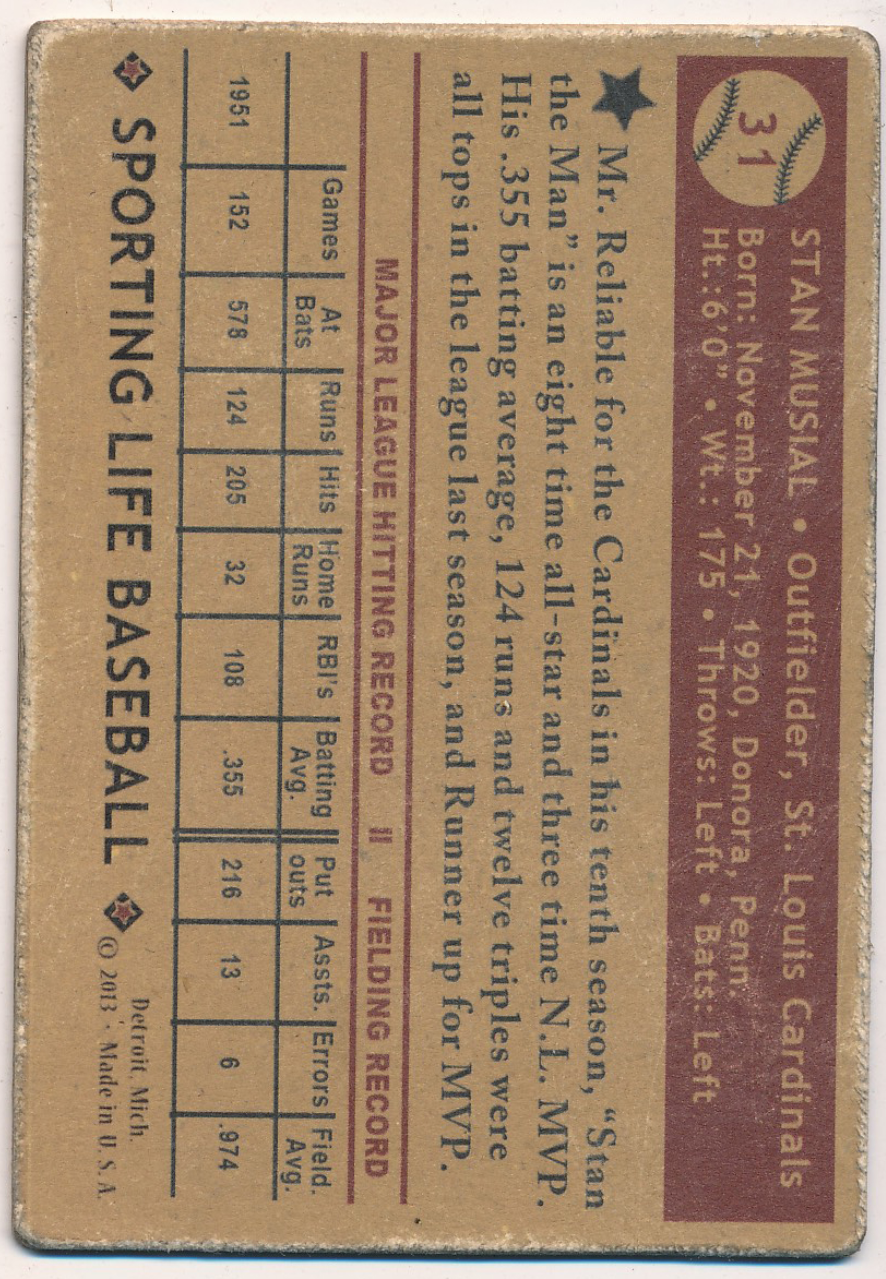 31
STAN MUSIAL • Outfielder, St. Louis Cardinals
Born: November 21, 1920, Donora, Penn.
Ht.:6'0" • Wt.: 175 • Throws: Left • Bats: Left
Mr. Reliable for the Cardinals in his tenth season, “Stan
the Man” is an eight time all-star and three time N.L. MVP.
His .355 batting average, 124 runs and twelve triples were
all tops in the league last season, and Runner up for MVP.
MAJOR LEAGUE HITTING RECORD II FIELDING RECORD
Games At Bats Runs Hits Home Runs RBI's Batting Avg. Put outs Assts. Errors Field. Avg.
1951 152 578 124 205 32 108 .355 216 13 6 .974
SPORTING LIFE BASEBALL
Detroit, Mich.
© 2013 · Made in U. S. A.